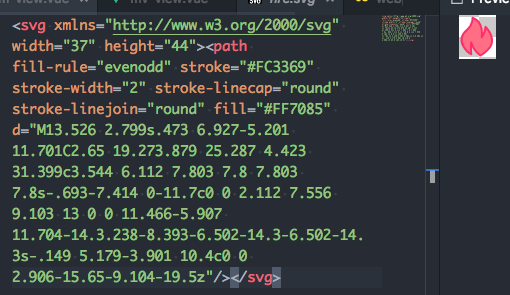 fire.svg
Preview
<svg xmlns="http://www.w3.org/2000/svg"
width="37" height="44"><path
fill-rule="evenodd" stroke="#FC3369"
stroke-width="2" stroke-linecap="round"
stroke-linejoin="round" fill="#FF7085"
d="M13.526 2.799s.473 6.927-5.201
11.701C2.65 19.273.879 25.287 4.423
31.399c3.544 6.112 7.803 7.8 7.803
7.8s-.693-7.414 0-11.7c0 0 2.112 7.556
9.103 13 0 0 11.466-5.907
11.704-14.3.238-8.393-6.502-14.3-6.502-14.
3s-.149 5.179-3.901 10.4c0 0
2.906-15.65-9.104-19.5z"/></svg>